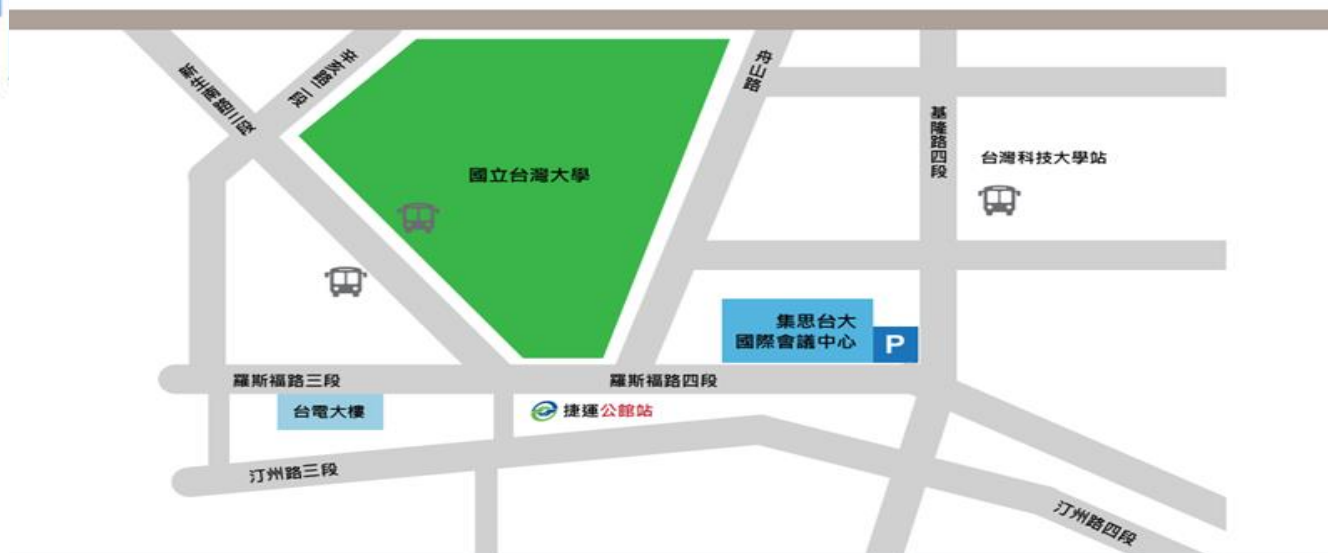 辛亥路一段
新生南路三段
舟山路
基隆路四段
台灣科技大學站
國立台灣大學
集思台大
國際會議中心
P
羅斯福路三段
羅斯福路四段
台電大樓
捷運公館站
汀州路三段
汀州路四段